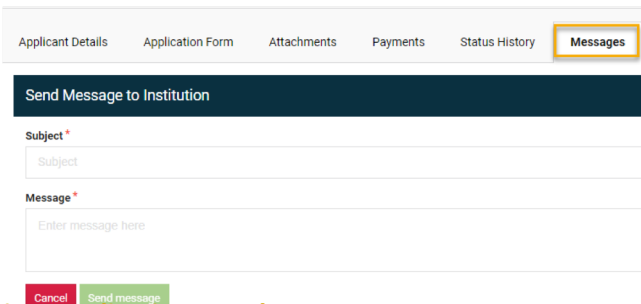 Applicant Details Application Form Attachments Payments Status History Messages
Send Message to Institution
Subject *
Subject
Message *
Enter message here
Cancel Send message